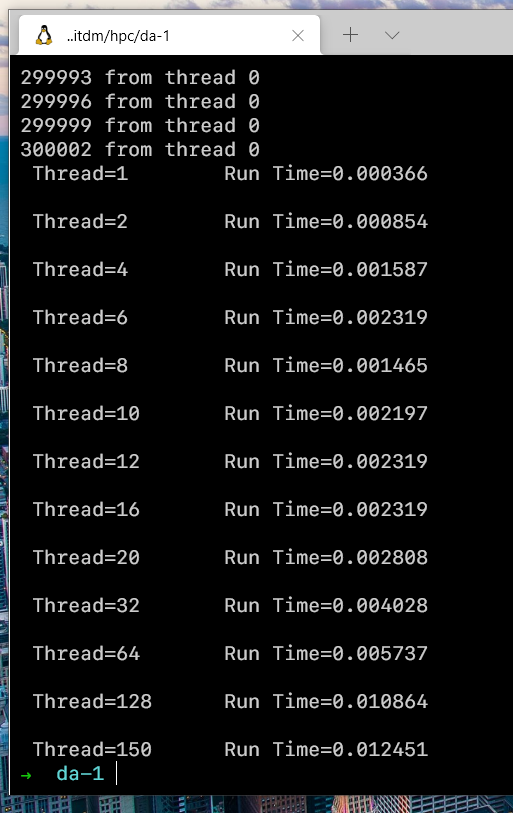 ..itdm/hpc/da-1
299993 from thread 0
299996 from thread 0
299999 from thread 0
300002 from thread 0
Thread=1 Run Time=0.000366
Thread=2 Run Time=0.000854
Thread=4 Run Time=0.001587
Thread=6 Run Time=0.002319
Thread=8 Run Time=0.001465
Thread=10 Run Time=0.002197
Thread=12 Run Time=0.002319
Thread=16 Run Time=0.002319
Thread=20 Run Time=0.002808
Thread=32 Run Time=0.004028
Thread=64 Run Time=0.005737
Thread=128 Run Time=0.010864
Thread=150 Run Time=0.012451
→ da-1